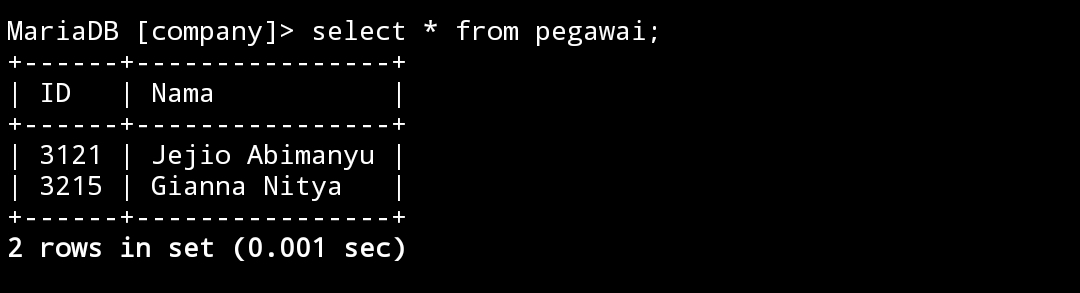 MariaDB [company]> select * from pegawai;
+------+----------------+
| ID   | Nama           |
+------+----------------+
| 3121 | Jejio Abimanyu |
| 3215 | Gianna Nitya   |
+------+----------------+
2 rows in set (0.001 sec)